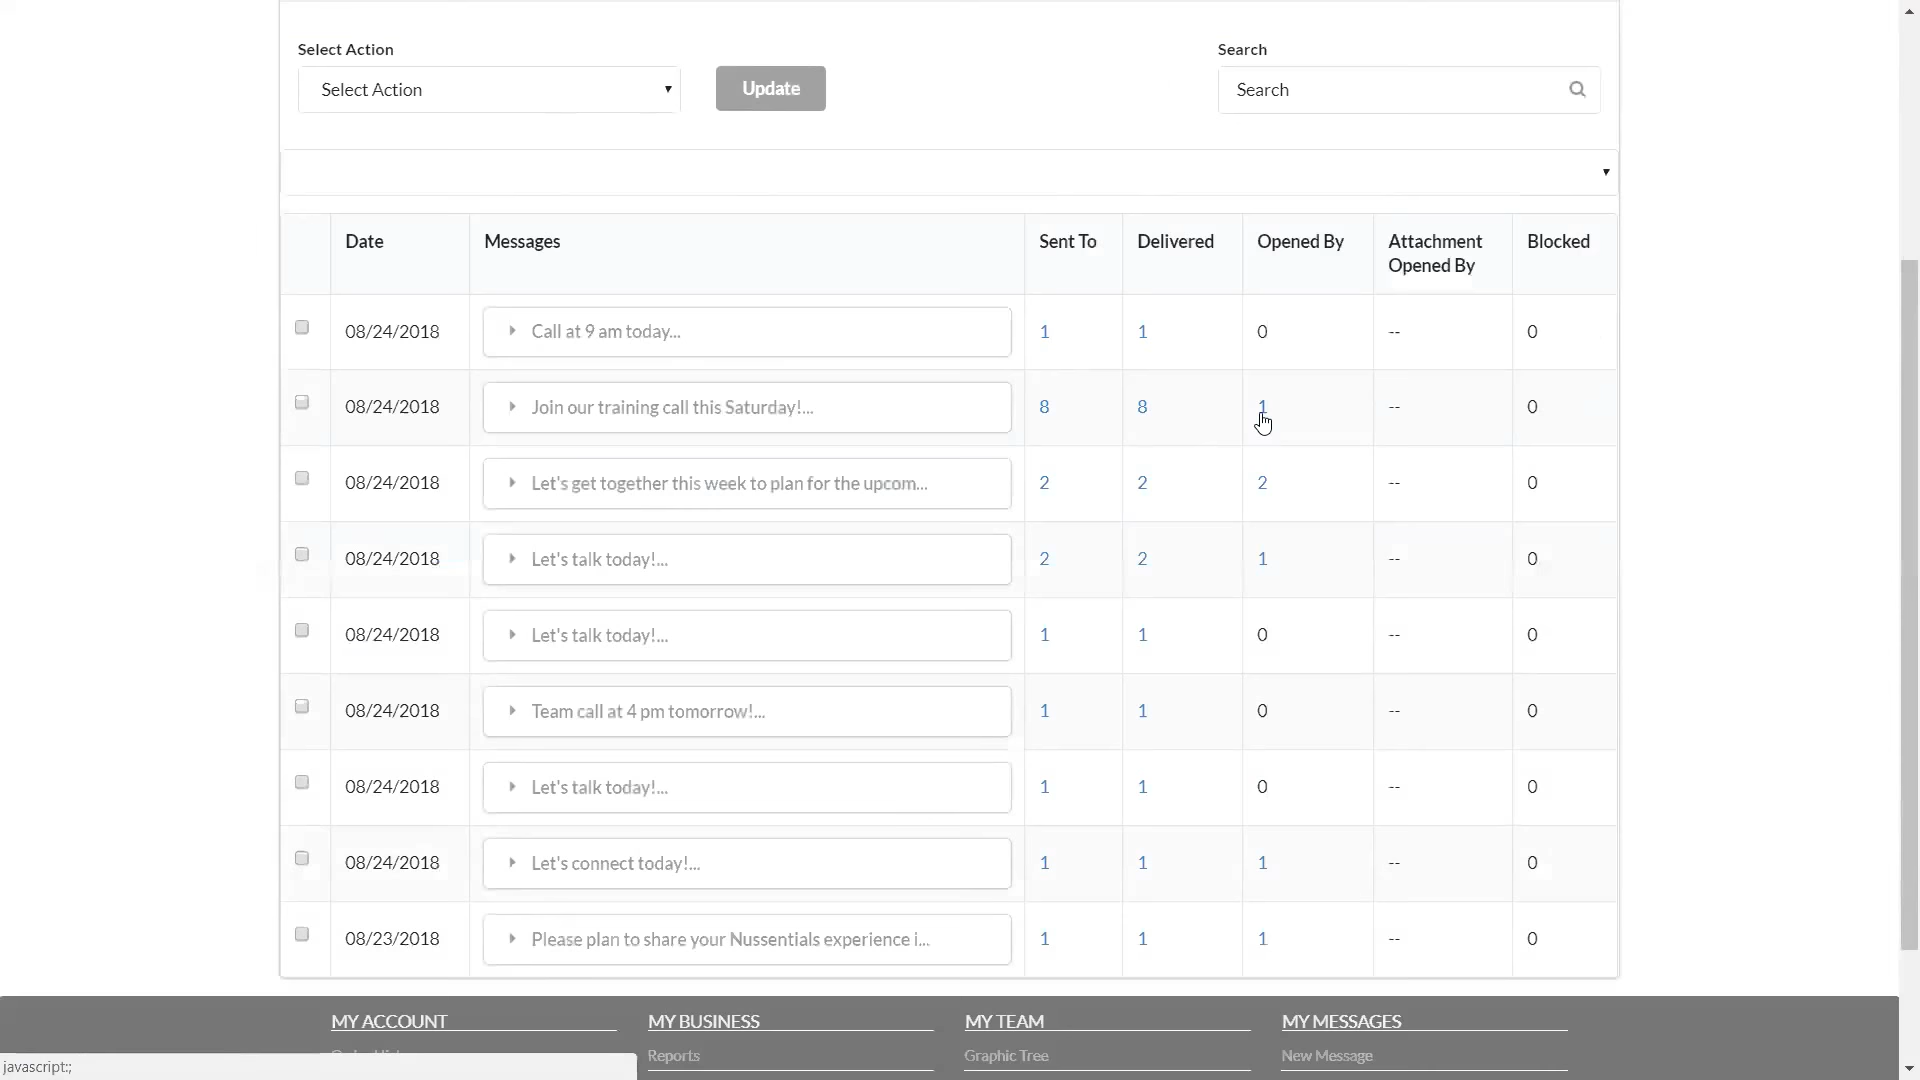 Select Action
Search
Select Action
Update
Search
Date
Messages
Sent To
Delivered
Opened By
Attachment
Opened By
Blocked
08/24/2018 Call at 9 am today... 1 1 0 -- 0
08/24/2018 Join our training call this Saturday!... 8 8 1 -- 0
08/24/2018 Let's get together this week to plan for the upcom... 2 2 2 -- 0
08/24/2018 Let's talk today!... 2 2 1 -- 0
08/24/2018 Let's talk today!... 1 1 0 -- 0
08/24/2018 Team call at 4 pm tomorrow!... 1 1 0 -- 0
08/24/2018 Let's talk today!... 1 1 0 -- 0
08/24/2018 Let's connect today!... 1 1 1 -- 0
08/23/2018 Please plan to share your Nussentials experience i... 1 1 1 -- 0
MY ACCOUNT
MY BUSINESS
MY TEAM
MY MESSAGES
Reports
Graphic Tree
New Message
javascript:;